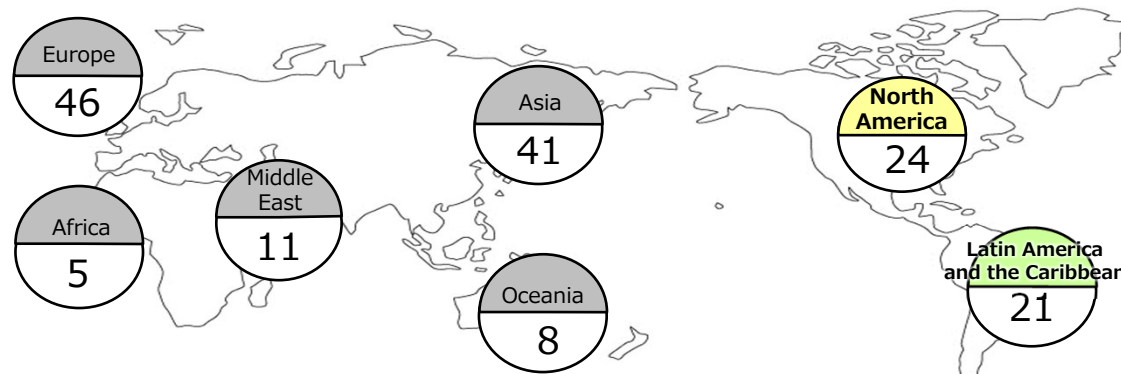 Europe
46
Asia
41
North
America
24
Middle
East
11
Africa
5
Latin America
and the Caribbean
21
Oceania
8